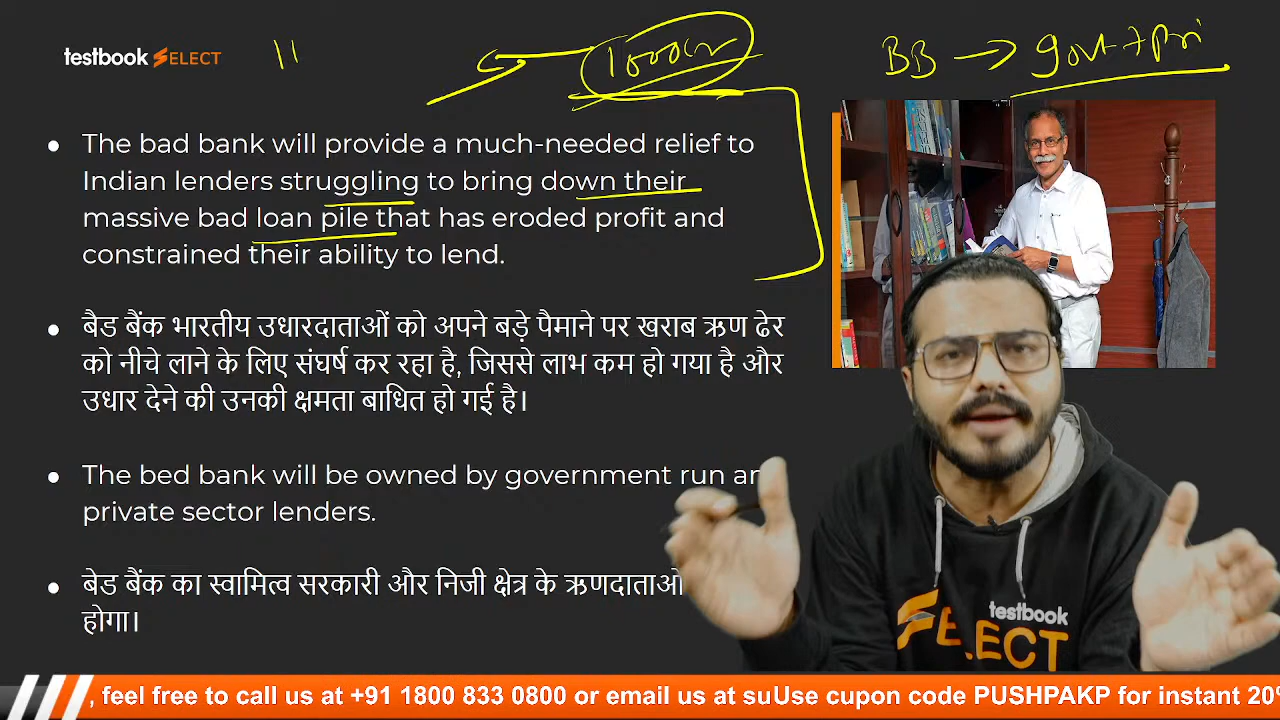 testbook SELECT
11
1000cr
BB → govt + Pri
The bad bank will provide a much-needed relief to
Indian lenders struggling to bring down their
massive bad loan pile that has eroded profit and
constrained their ability to lend.
बैड बैंक भारतीय उधारदाताओं को अपने बड़े पैमाने पर खराब ऋण ढेर
को नीचे लाने के लिए संघर्ष कर रहा है, जिससे लाभ कम हो गया है और
उधार देने की उनकी क्षमता बाधित हो गई है।
The bed bank will be owned by government run an
private sector lenders.
बेड बैंक का स्वामित्व सरकारी और निजी क्षेत्र के ऋणदाताओं
होगा।
testbook
SELECT
, feel free to call us at +91 1800 833 0800 or email us at suUse cupon code PUSHPAKP for instant 20%